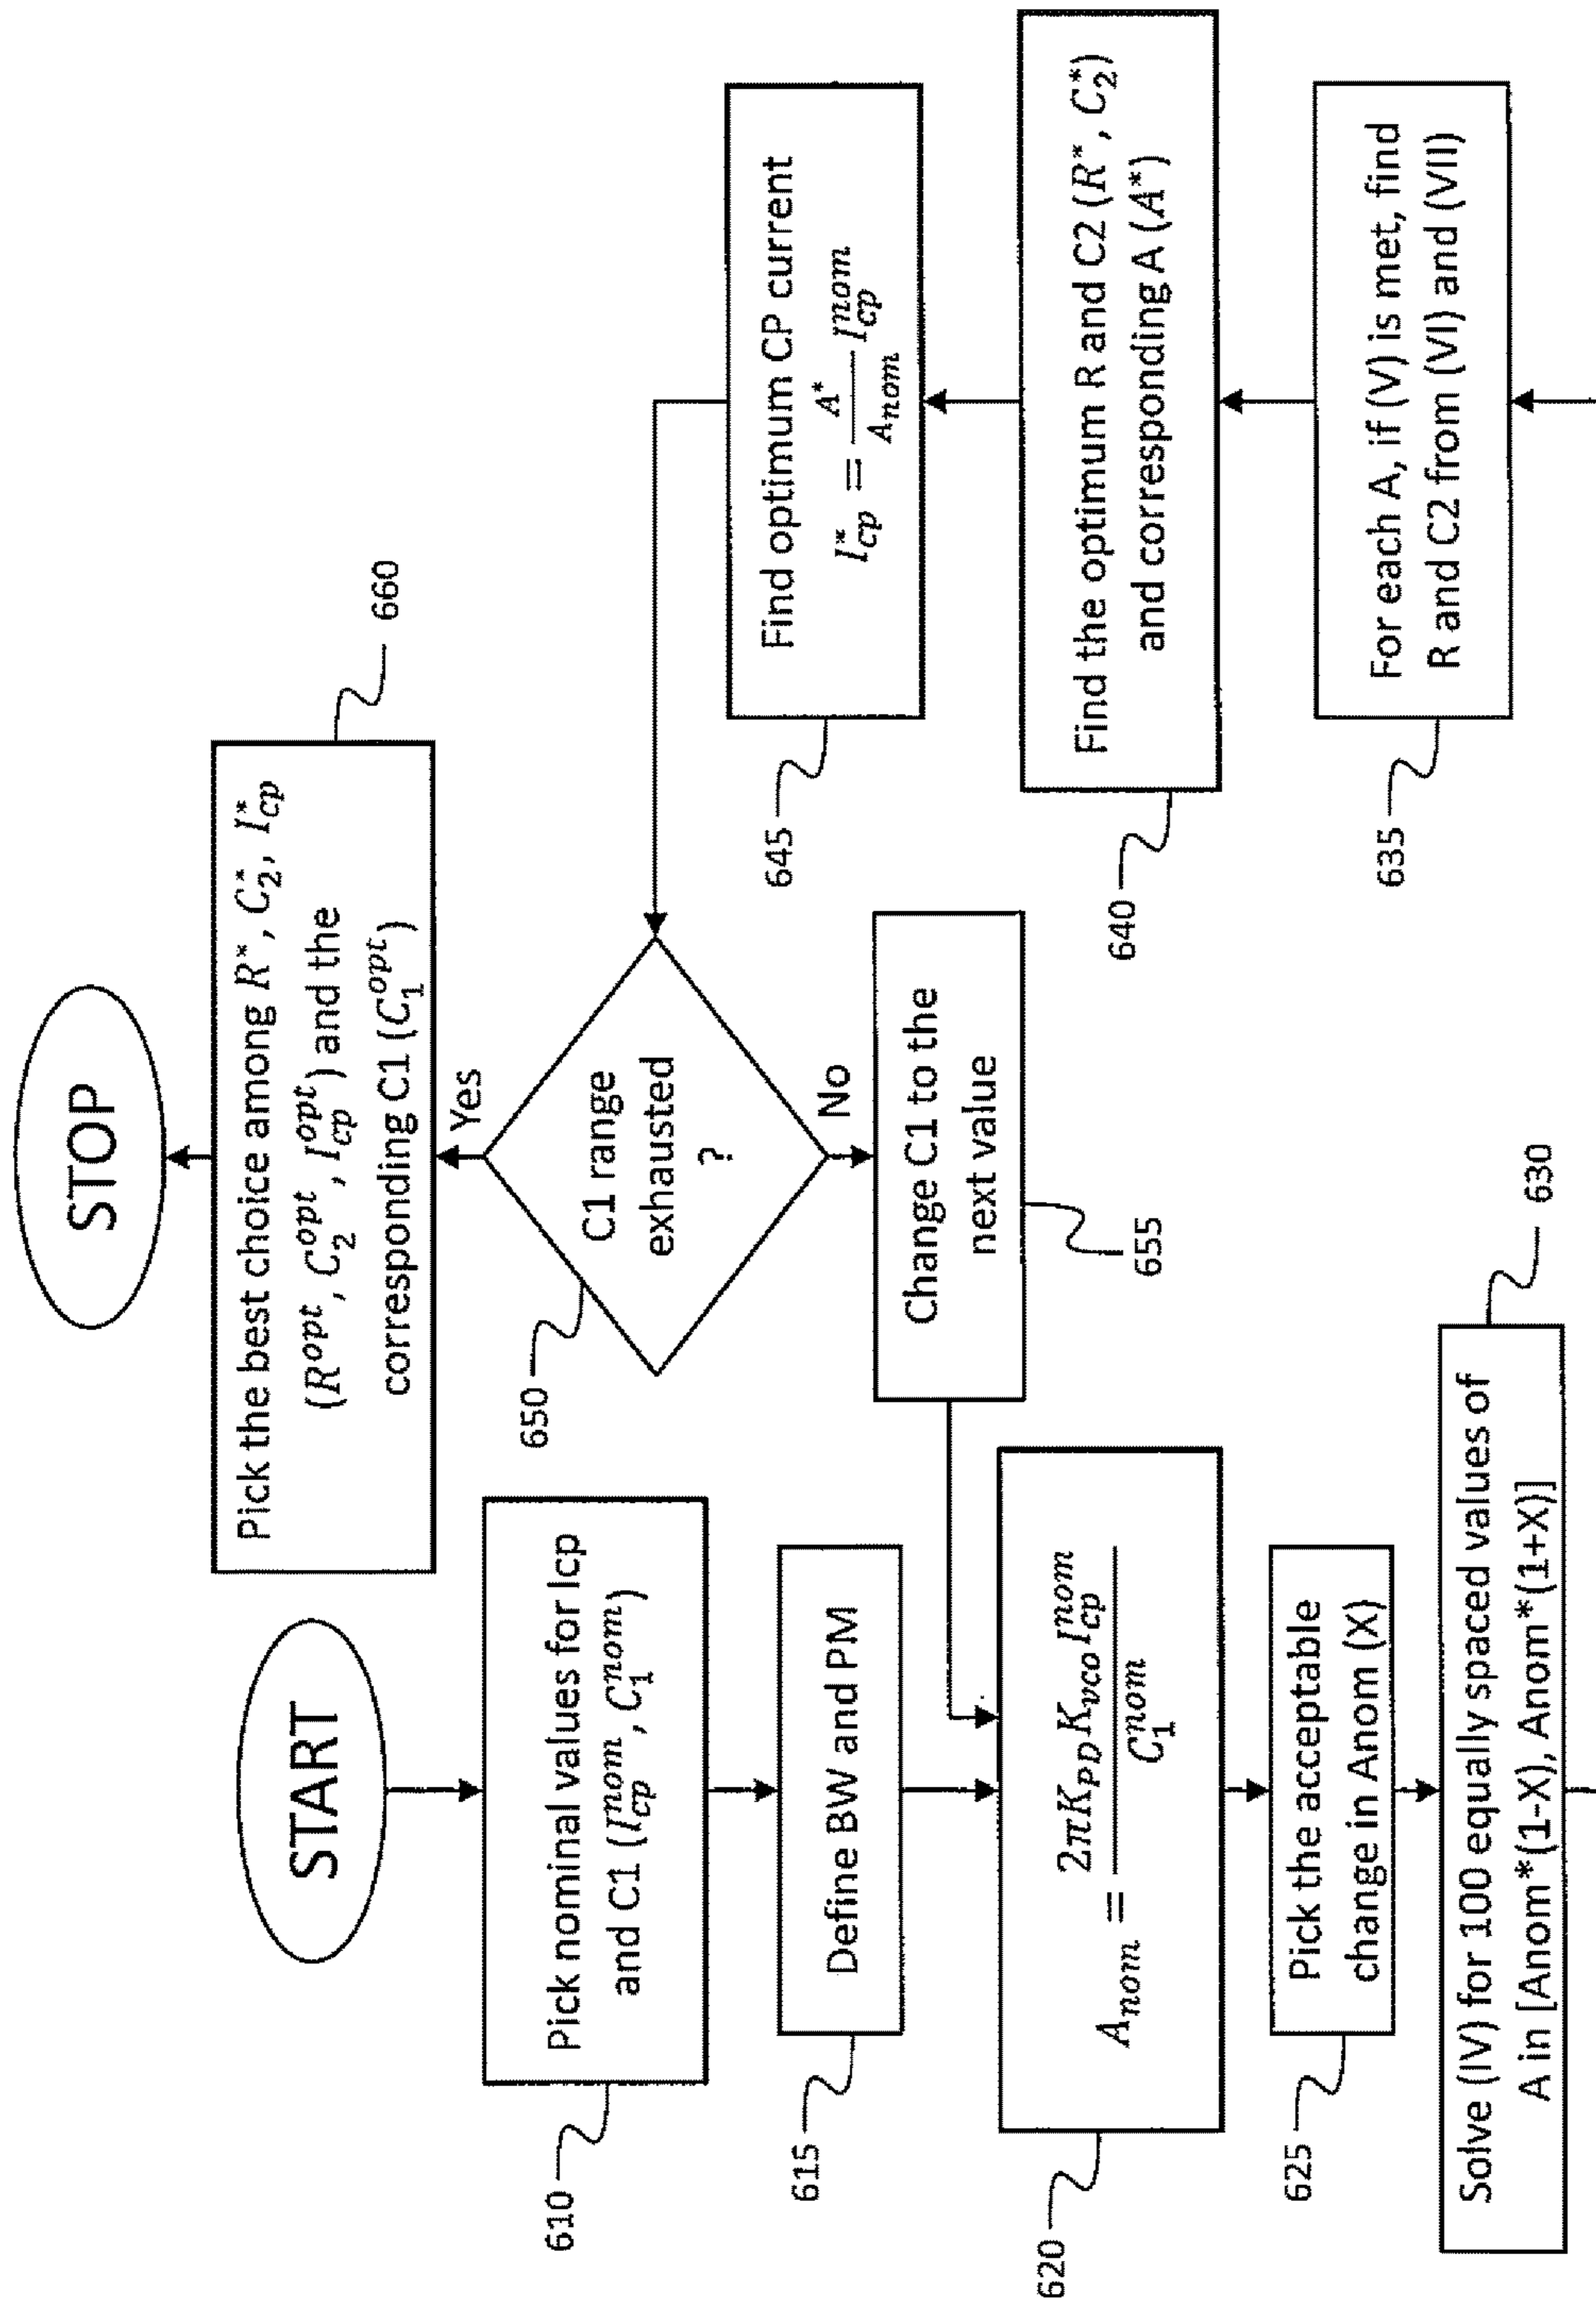 START
Pick nominal values for Icp
and C1 (I_{cp}^{nom}, C_1^{nom})
610
Define BW and PM
615
A_{nom} = \frac{2πK_{PD}K_{vco}I_{cp}^{nom}}{C_1^{nom}}
620
Pick the acceptable
change in Anom (X)
625
Solve (IV) for 100 equally spaced values of
A in [Anom*(1-X), Anom*(1+X)]
630
For each A, if (V) is met, find
R and C2 from (VI) and (VII)
635
Find the optimum R and C2 (R^*, C_2^*)
and corresponding A (A^*)
640
Find optimum CP current
I_{cp}^* = \frac{A^*}{A_{nom}} I_{cp}^{nom}
645
C1 range
exhausted
?
650
No
Change C1 to the
next value
655
Yes
Pick the best choice among R^*, C_2^*, I_{cp}^*
(R^{opt}, C_2^{opt}, I_{cp}^{opt}) and the
corresponding C1 (C_1^{opt})
660
STOP